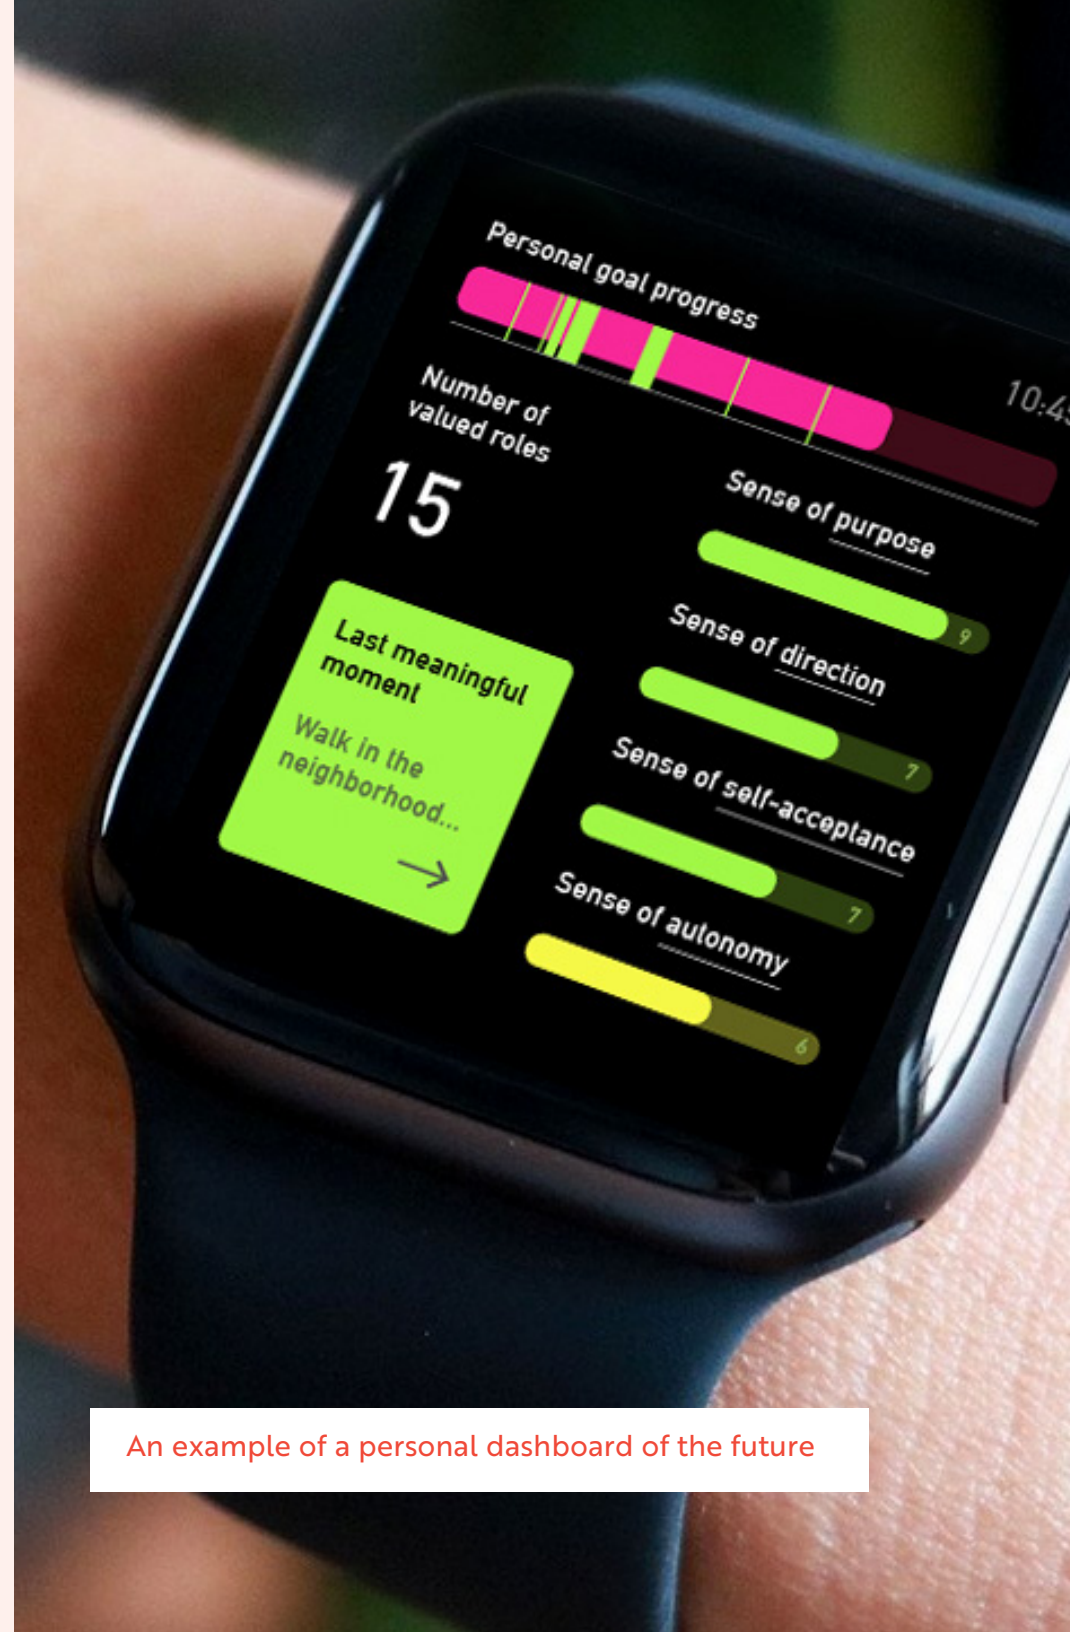 Personal goal progress
10:45
Number of
valued roles
15
Sense of purpose
9
Sense of direction
7
Sense of self-acceptance
7
Sense of autonomy
6
Last meaningful
moment
Walk in the
neighborhood...
An example of a personal dashboard of the future